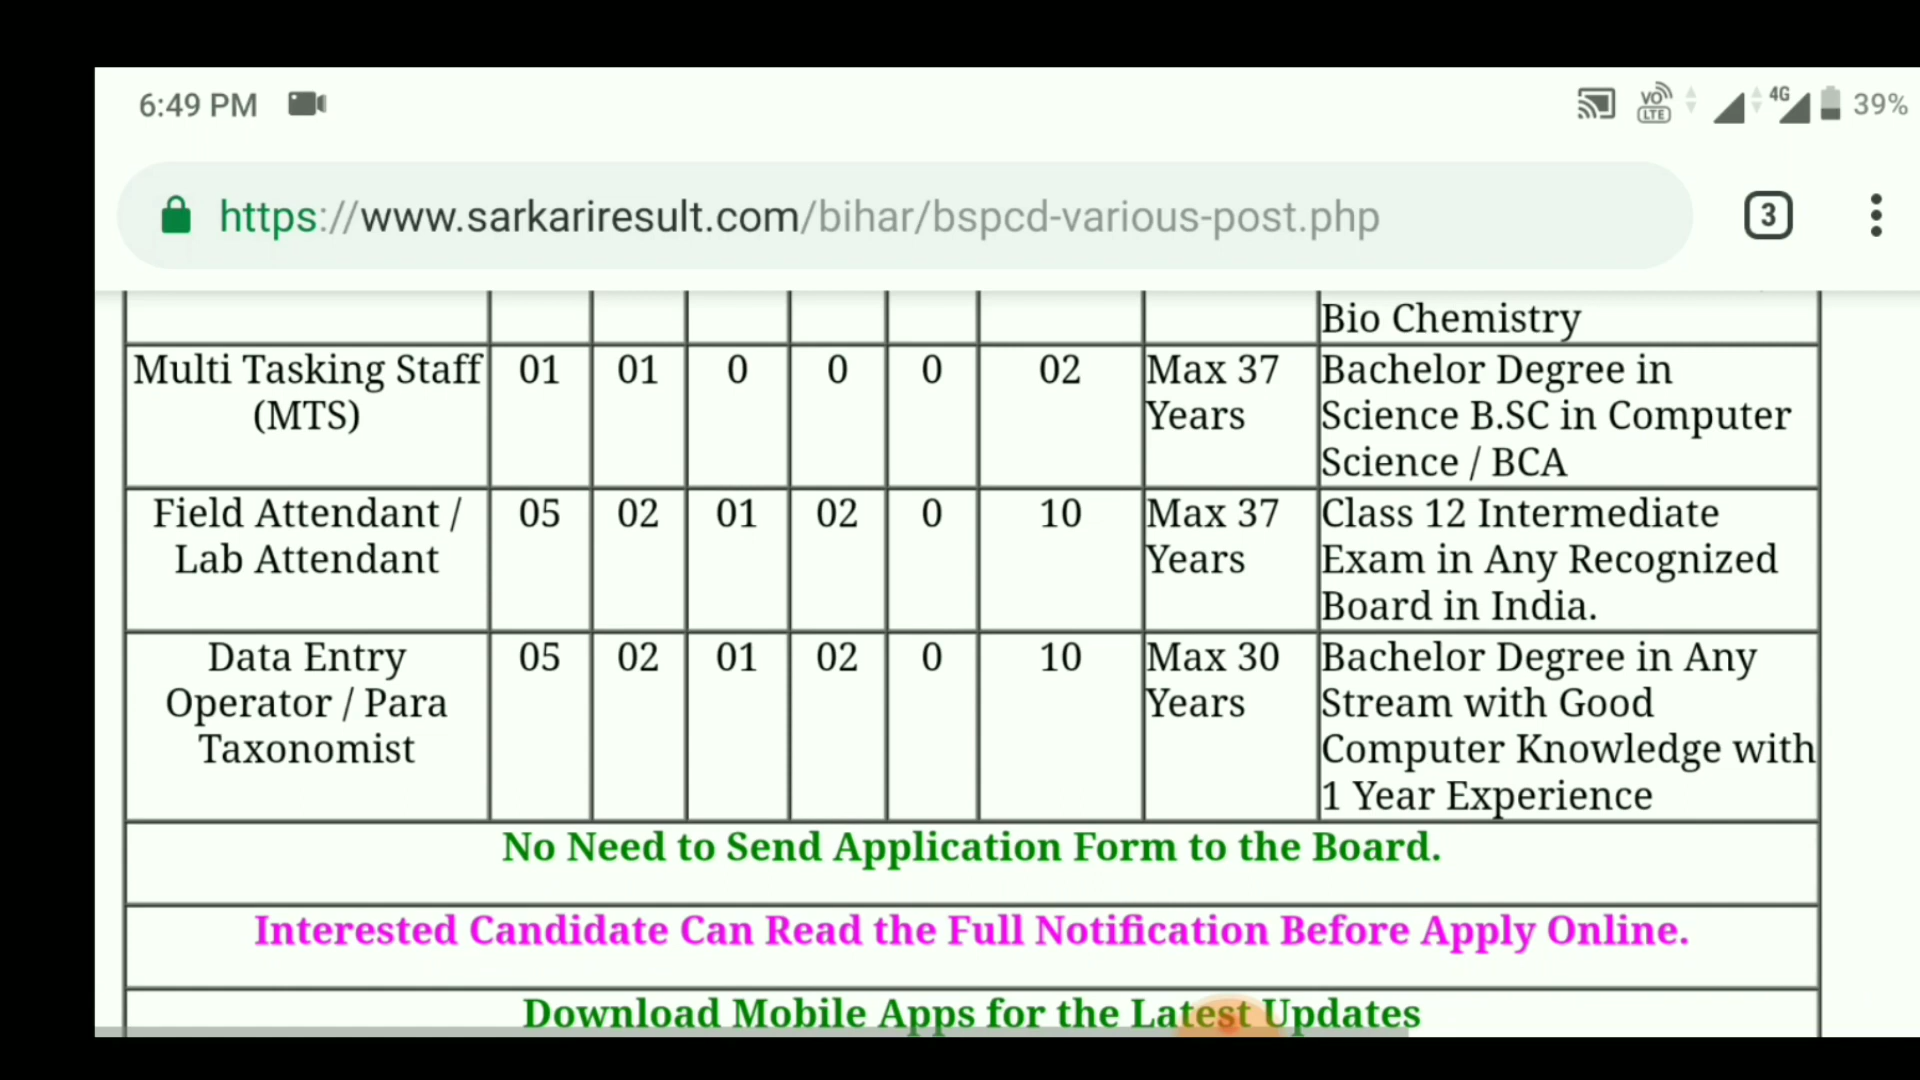 6:49 PM
VO LTE 4G 39%
https://www.sarkariresult.com/bihar/bspcd-various-post.php
3
Bio Chemistry
Multi Tasking Staff (MTS) 01 01 0 0 0 02 Max 37 Years Bachelor Degree in Science B.SC in Computer Science / BCA
Field Attendant / Lab Attendant 05 02 01 02 0 10 Max 37 Years Class 12 Intermediate Exam in Any Recognized Board in India.
Data Entry Operator / Para Taxonomist 05 02 01 02 0 10 Max 30 Years Bachelor Degree in Any Stream with Good Computer Knowledge with 1 Year Experience
No Need to Send Application Form to the Board.
Interested Candidate Can Read the Full Notification Before Apply Online.
Download Mobile Apps for the Latest Updates